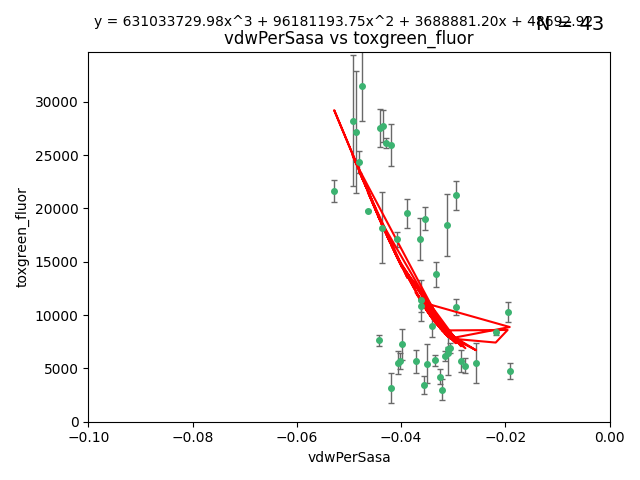 y = 631033729.98x^3 + 96181193.75x^2 + 3688881.20x + 48692.92
N = 43
vdwPerSasa vs toxgreen_fluor
30000
25000
20000
15000
10000
5000
0
toxgreen_fluor
−0.10 −0.08 −0.06 −0.04 −0.02 0.00
vdwPerSasa